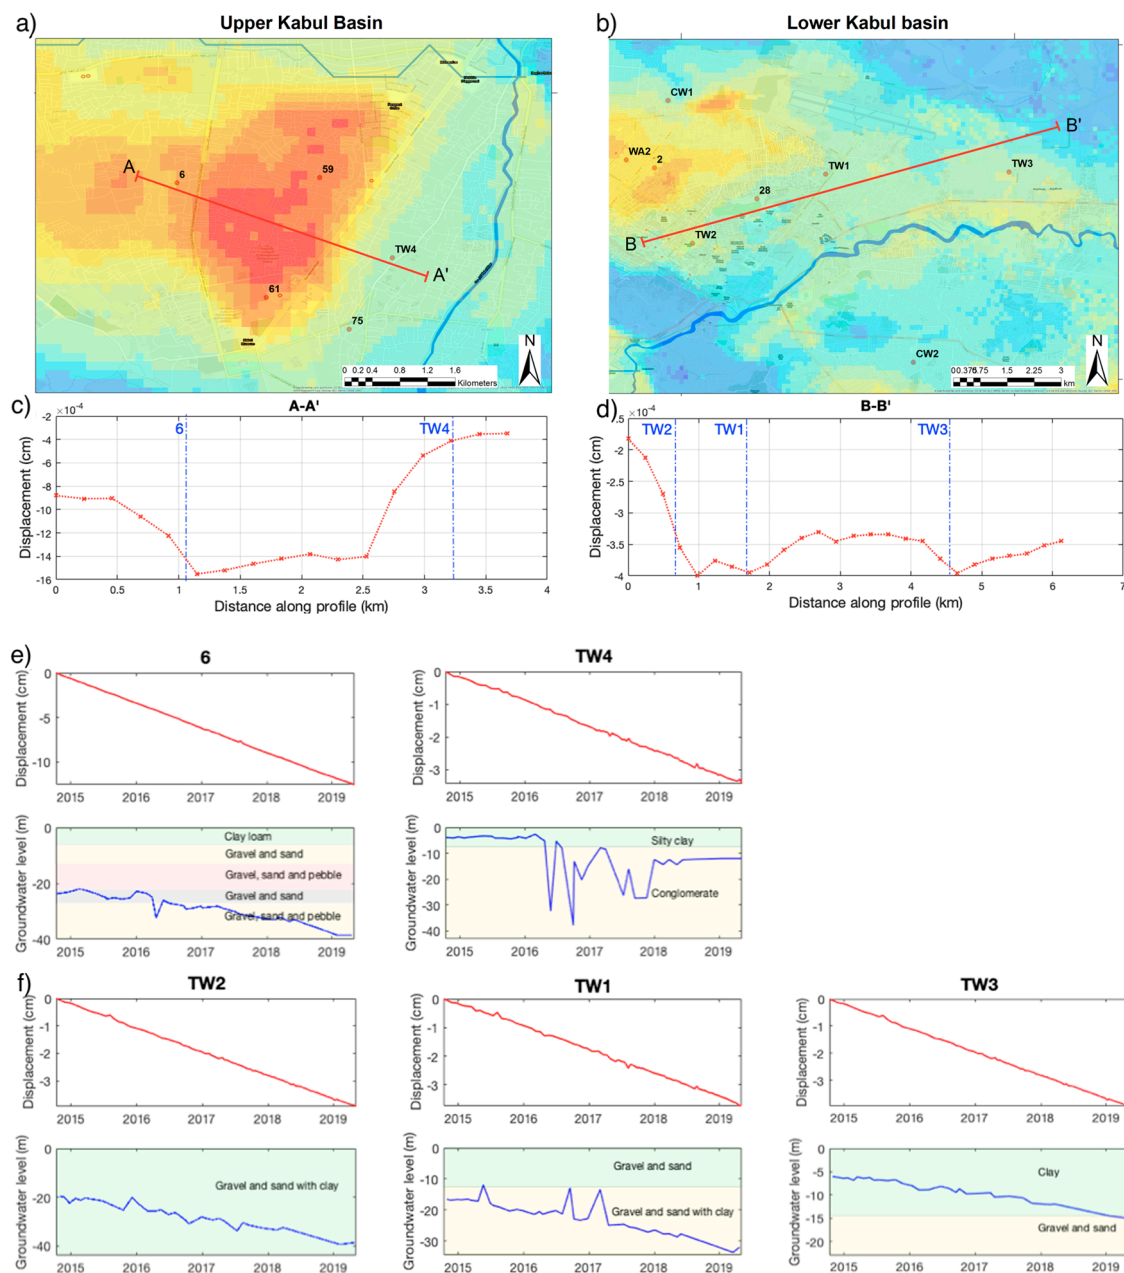 a)
Upper Kabul Basin
A
6
59
TW4
A'
61
75
N
0 0.2 0.4 0.8 1.2 1.6
Kilometers
b)
Lower Kabul basin
CW1
B'
WA2
2
TW1
TW3
28
B
TW2
CW2
N
00.375 0.75 1.5 2.25 3
km
c)
A-A'
×10⁻⁴
Displacement (cm)
-2
-4
-6
-8
-10
-12
-14
-16
6
TW4
0 0.5 1 1.5 2 2.5 3 3.5 4
Distance along profile (km)
d)
B-B'
×10⁻⁴
Displacement (cm)
-1.5
-2
-2.5
-3
-3.5
-4
TW2
TW1
TW3
0 1 2 3 4 5 6 7
Distance along profile (km)
e)
6
Displacement (cm)
0
-5
-10
2015 2016 2017 2018 2019
Groundwater level (m)
0
-20
-40
Clay loam
Gravel and sand
Gravel, sand and pebble
Gravel and sand
Gravel, sand and pebble
2015 2016 2017 2018 2019
TW4
Displacement (cm)
0
-1
-2
-3
2015 2016 2017 2018 2019
Groundwater level (m)
0
-10
-20
-30
-40
Silty clay
Conglomerate
2015 2016 2017 2018 2019
f)
TW2
Displacement (cm)
0
-1
-2
-3
2015 2016 2017 2018 2019
Groundwater level (m)
0
-20
-40
Gravel and sand with clay
2015 2016 2017 2018 2019
TW1
Displacement (cm)
0
-1
-2
-3
2015 2016 2017 2018 2019
Groundwater level (m)
0
-10
-20
-30
Gravel and sand
Gravel and sand with clay
2015 2016 2017 2018 2019
TW3
Displacement (cm)
0
-1
-2
-3
2015 2016 2017 2018 2019
Groundwater level (m)
0
-5
-10
-15
-20
Clay
Gravel and sand
2015 2016 2017 2018 2019